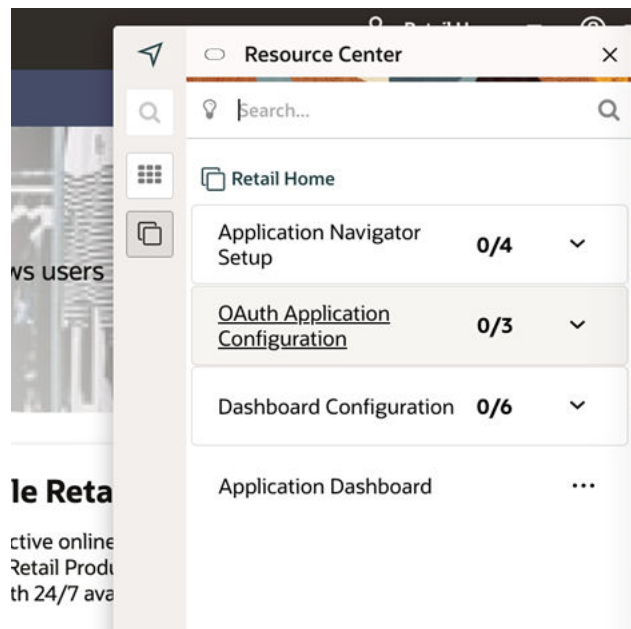 Resource Center
Search...
Retail Home
Application Navigator
Setup
0/4
OAuth Application
Configuration
0/3
Dashboard Configuration 0/6
Application Dashboard
ws users
le Reta
ctive online
Retail Produ
th 24/7 ava